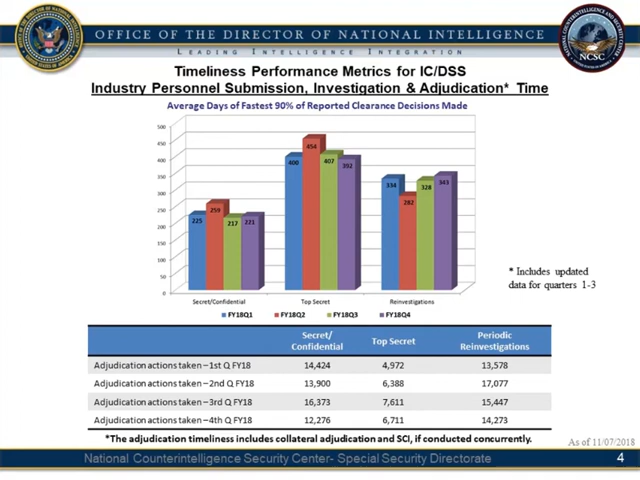 OFFICE OF THE DIRECTOR OF NATIONAL INTELLIGENCE
LEADING INTELLIGENCE INTEGRATION
NCSC
Timeliness Performance Metrics for IC/DSS
Industry Personnel Submission, Investigation & Adjudication* Time
Average Days of Fastest 90% of Reported Clearance Decisions Made
500
450
400
350
300
250
200
150
100
50
0
225
259
217
221
400
454
407
392
334
282
328
343
Secret/Confidential Top Secret Reinvestigations
FY18Q1 FY18Q2 FY18Q3 FY18Q4
* Includes updated
data for quarters 1-3
Secret/
Confidential Top Secret Periodic
Reinvestigations
Adjudication actions taken – 1st Q FY18 14,424 4,972 13,578
Adjudication actions taken – 2nd Q FY18 13,900 6,388 17,077
Adjudication actions taken – 3rd Q FY18 16,373 7,611 15,447
Adjudication actions taken – 4th Q FY18 12,276 6,711 14,273
*The adjudication timeliness includes collateral adjudication and SCI, if conducted concurrently.
As of 11/07/2018
National Counterintelligence Security Center- Special Security Directorate 4